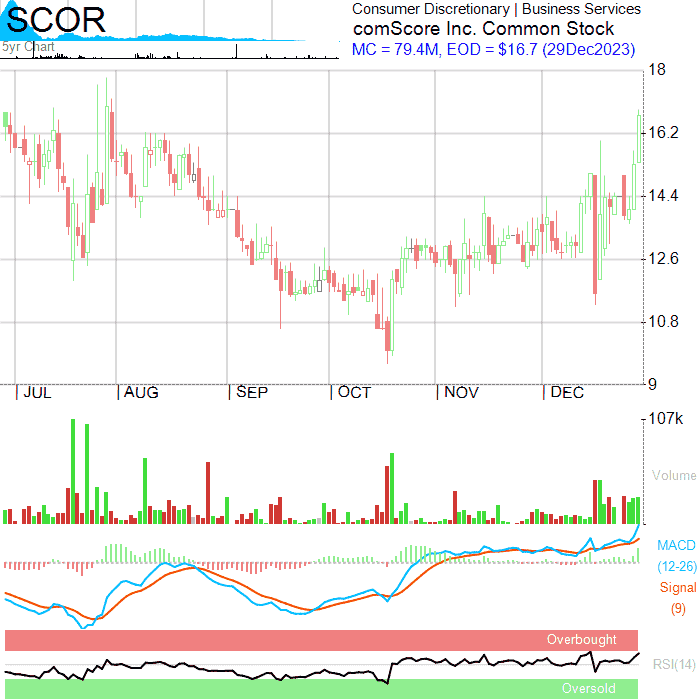 SCOR
5yr Chart
Consumer Discretionary | Business Services
comScore Inc. Common Stock
MC = 79.4M, EOD = $16.7 (29Dec2023)
18
16.2
14.4
12.6
10.8
9
JUL AUG SEP OCT NOV DEC
107k
Volume
MACD
(12-26)
Signal
(9)
Overbought
RSI(14)
Oversold